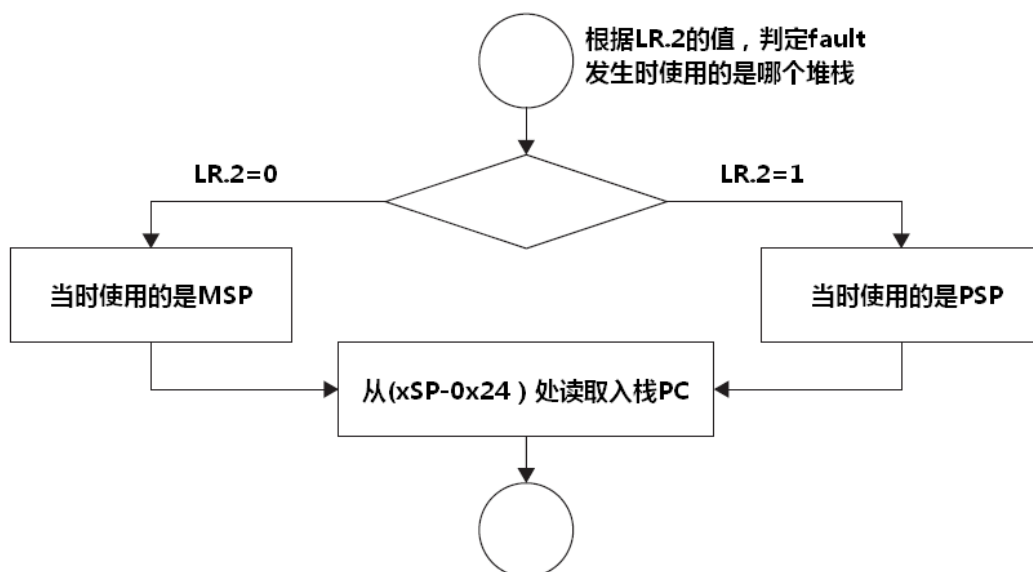 根据LR.2的值，判定fault
发生时使用的是哪个堆栈
LR.2=0
LR.2=1
当时使用的是MSP
当时使用的是PSP
从(xSP-0x24）处读取入栈PC